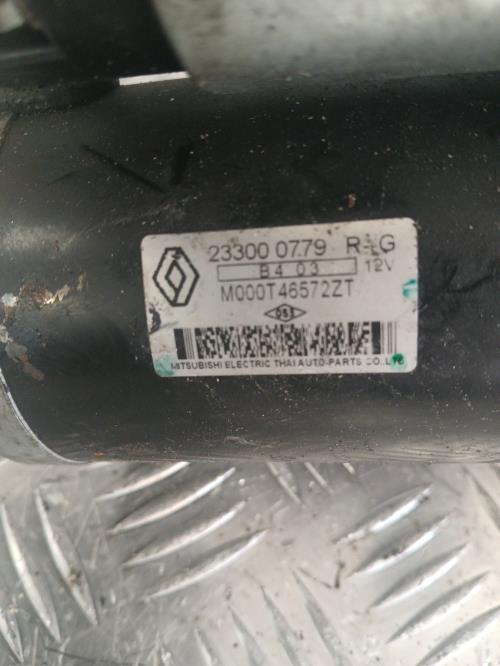 23300 0779 R-G
B4 03 12V
M000T46572ZT
MITSUBISHI ELECTRIC THAI AUTO-PARTS CO.,LTD